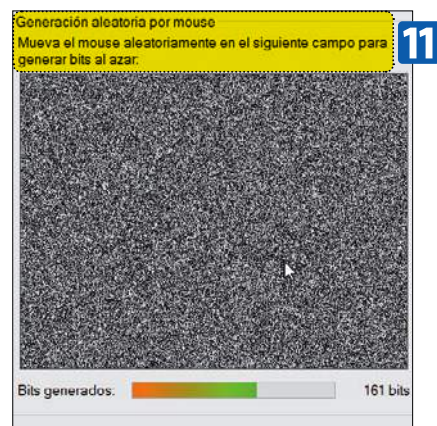 Generación aleatoria por mouse
Mueva el mouse aleatoriamente en el siguiente campo para
generar bits al azar:
11
Bits generados: 161 bits